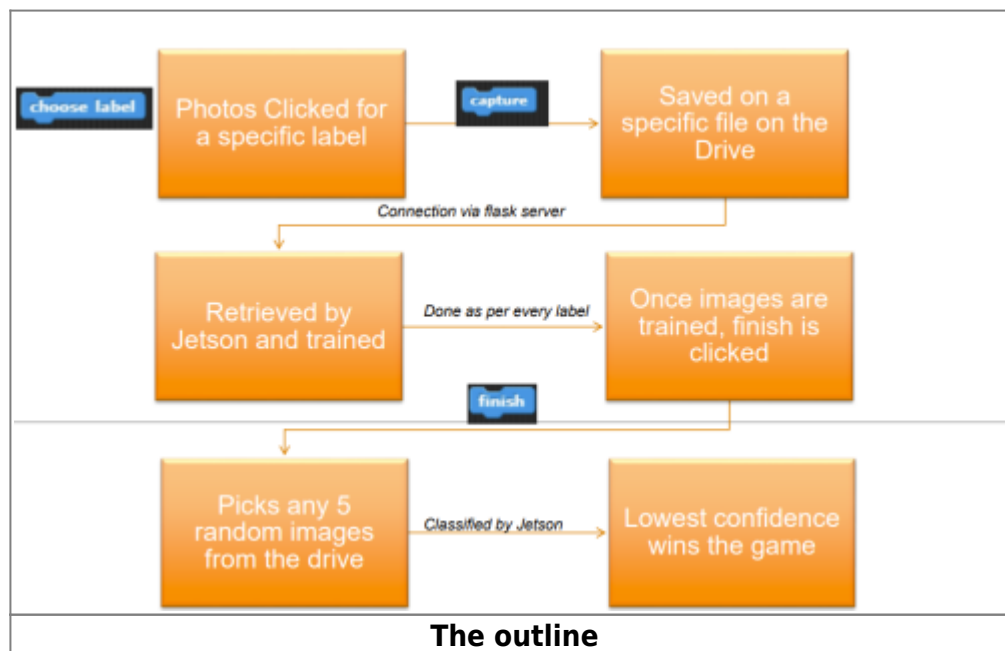 choose label
Photos Clicked for
a specific label
capture
Saved on a
specific file on the
Drive
Connection via flask server
Retrieved by
Jetson and trained
Done as per every label
Once images are
trained, finish is
clicked
finish
Picks any 5
random images
from the drive
Classified by Jetson
Lowest confidence
wins the game
The outline